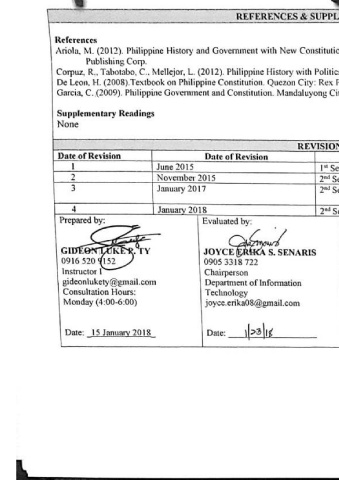 REFERENCES & SUPPL
References
Ariola, M. (2012). Philippine History and Government with New Constitutio
Publishing Corp.
Corpuz, R., Tabotabo, C., Mellejor, L. (2012). Philippine History with Politic
De Leon, H. (2008).Textbook on Philippine Constitution. Quezon City: Rex P
Garcia, C.(2009). Philippine Government and Constitution. Mandaluyong Ci
Supplementary Readings
None
REVISION
Date of Revision Date of Revision
1 June 2015 1st Se
2 November 2015 2nd Se
3 January 2017 2nd Se
4 January 2018 2nd S
Prepared by: Evaluated by:
GIDEON LUKE P. TY JOYCE ERIKA S. SENARIS
0916 520 9152 0905 3318 722
Instructor I Chairperson
gideonlukety@gmail.com Department of Information
Consultation Hours: Technology
Monday (4:00-6:00) joyce.erika08@gmail.com
Date: 15 January 2018 Date: 1/23/18